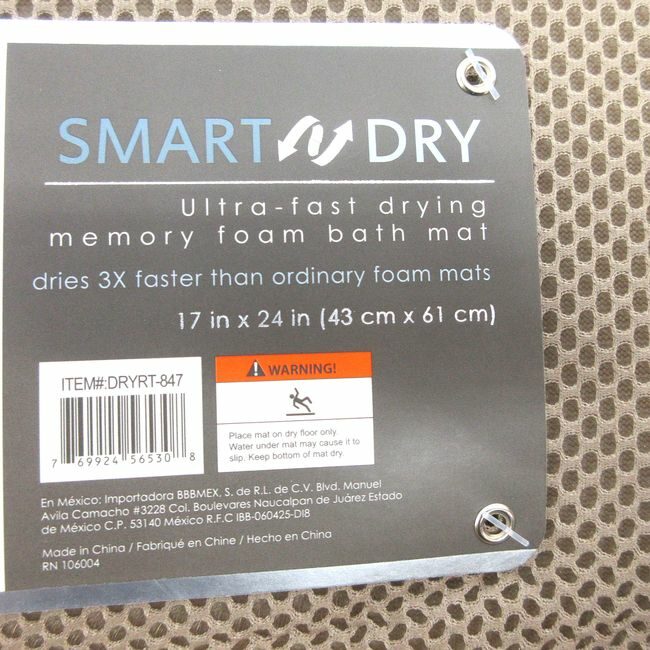 SMART DRY
Ultra-fast drying
memory foam bath mat
dries 3X faster than ordinary foam mats
17 in x 24 in (43 cm x 61 cm)
ITEM#:DRYRT-847
7 69924 56530 8
WARNING!
Place mat on dry floor only.
Water under mat may cause it to
slip. Keep bottom of mat dry.
En México: Importadora BBBMEX, S. de R.L. de C.V. Blvd. Manuel
Avila Camacho #3228 Col. Boulevares Naucalpan de Juárez Estado
de México C.P. 53140 México R.F.C IBB-060425-DI8
Made in China / Fabriqué en Chine / Hecho en China
RN 106004